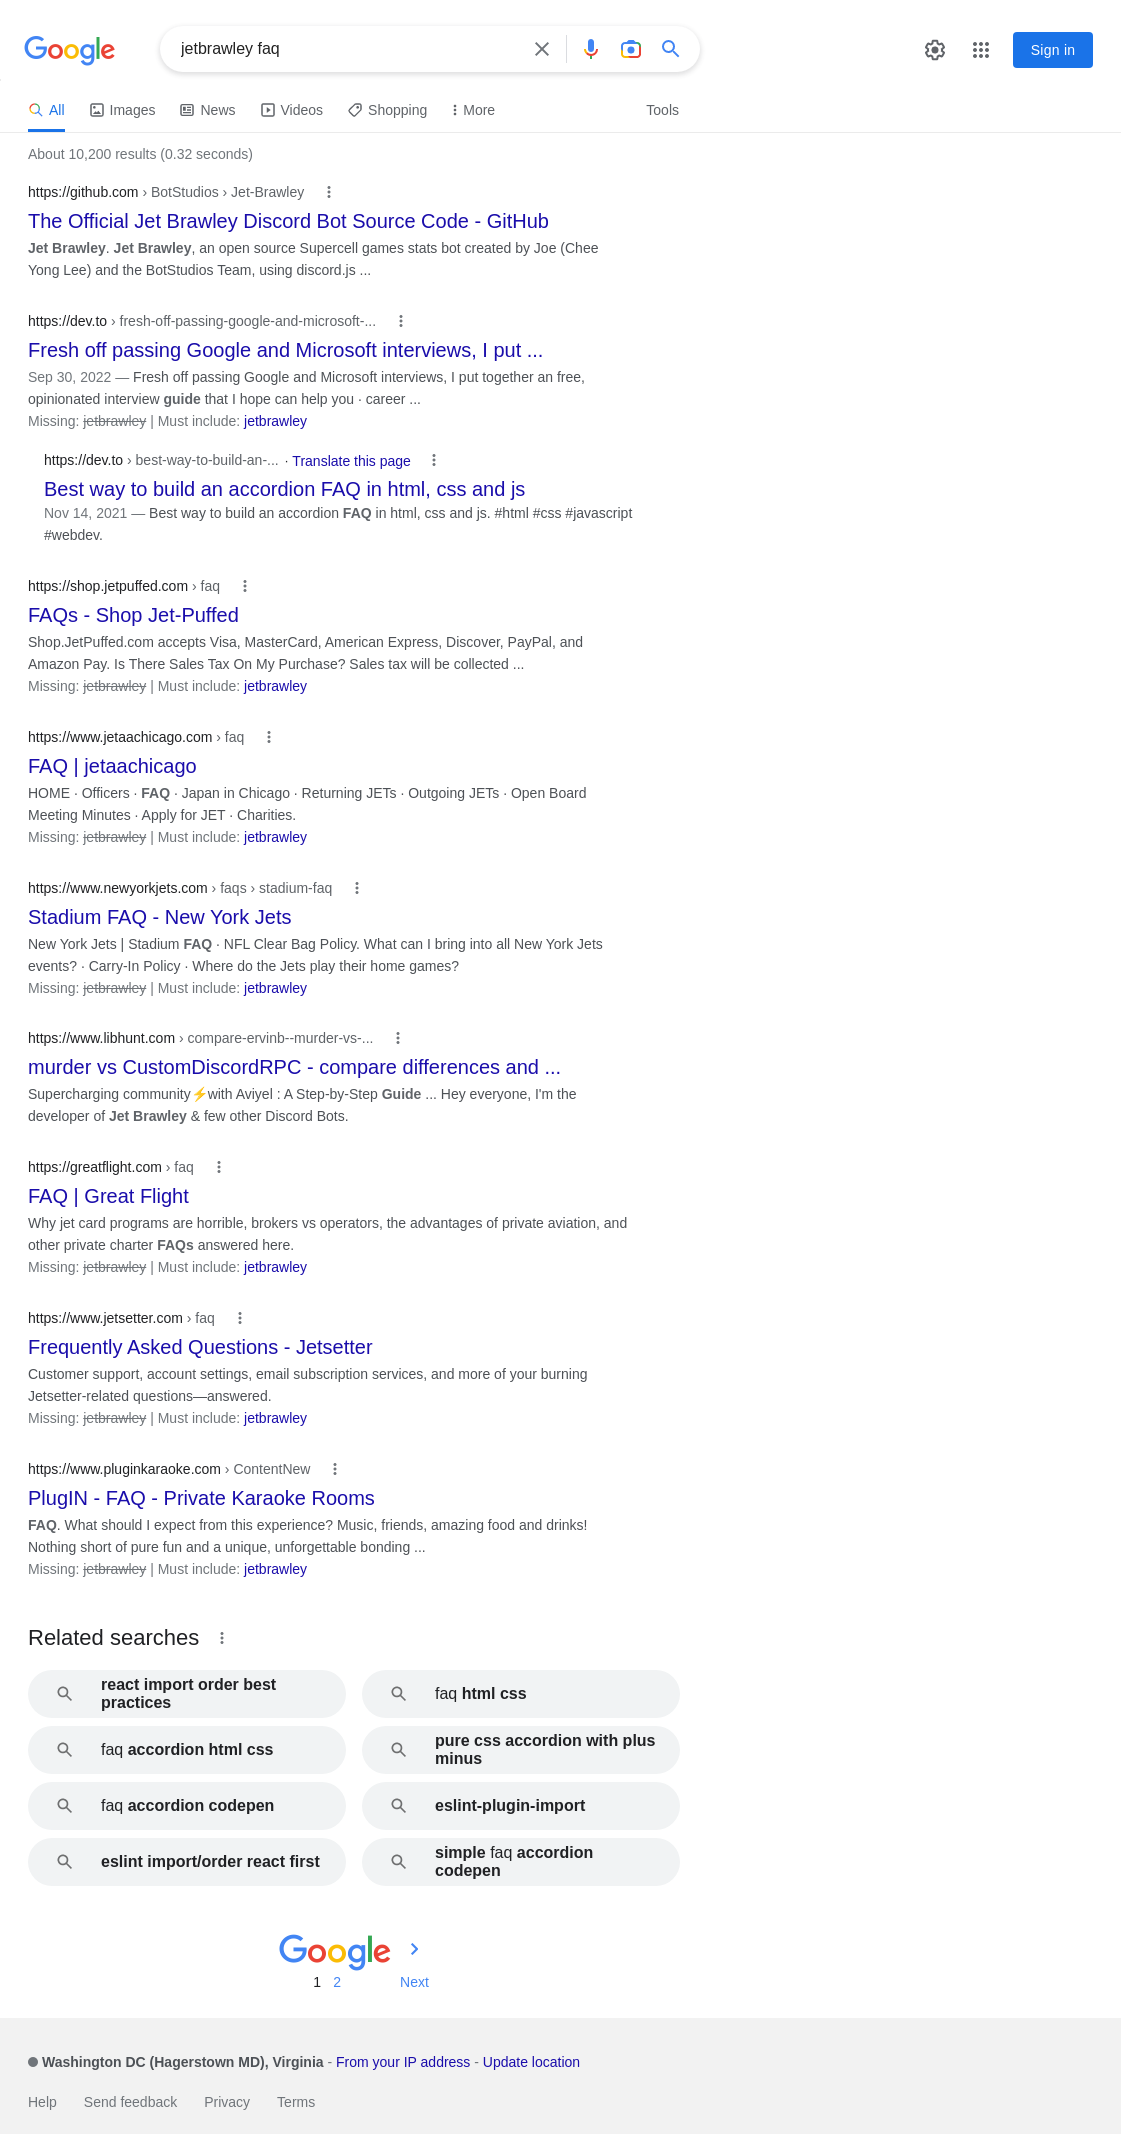 Google
jetbrawley faq
Sign in
All Images News Videos Shopping More Tools
About 10,200 results (0.32 seconds)
https://github.com › BotStudios › Jet-Brawley
The Official Jet Brawley Discord Bot Source Code - GitHub
Jet Brawley. Jet Brawley, an open source Supercell games stats bot created by Joe (Chee
Yong Lee) and the BotStudios Team, using discord.js ...
https://dev.to › fresh-off-passing-google-and-microsoft-...
Fresh off passing Google and Microsoft interviews, I put ...
Sep 30, 2022 — Fresh off passing Google and Microsoft interviews, I put together an free,
opinionated interview guide that I hope can help you · career ...
Missing: jetbrawley | Must include: jetbrawley
https://dev.to › best-way-to-build-an-... · Translate this page
Best way to build an accordion FAQ in html, css and js
Nov 14, 2021 — Best way to build an accordion FAQ in html, css and js. #html #css #javascript
#webdev.
https://shop.jetpuffed.com › faq
FAQs - Shop Jet-Puffed
Shop.JetPuffed.com accepts Visa, MasterCard, American Express, Discover, PayPal, and
Amazon Pay. Is There Sales Tax On My Purchase? Sales tax will be collected ...
Missing: jetbrawley | Must include: jetbrawley
https://www.jetaachicago.com › faq
FAQ | jetaachicago
HOME · Officers · FAQ · Japan in Chicago · Returning JETs · Outgoing JETs · Open Board
Meeting Minutes · Apply for JET · Charities.
Missing: jetbrawley | Must include: jetbrawley
https://www.newyorkjets.com › faqs › stadium-faq
Stadium FAQ - New York Jets
New York Jets | Stadium FAQ · NFL Clear Bag Policy. What can I bring into all New York Jets
events? · Carry-In Policy · Where do the Jets play their home games?
Missing: jetbrawley | Must include: jetbrawley
https://www.libhunt.com › compare-ervinb--murder-vs-...
murder vs CustomDiscordRPC - compare differences and ...
Supercharging community⚡with Aviyel : A Step-by-Step Guide ... Hey everyone, I'm the
developer of Jet Brawley & few other Discord Bots.
https://greatflight.com › faq
FAQ | Great Flight
Why jet card programs are horrible, brokers vs operators, the advantages of private aviation, and
other private charter FAQs answered here.
Missing: jetbrawley | Must include: jetbrawley
https://www.jetsetter.com › faq
Frequently Asked Questions - Jetsetter
Customer support, account settings, email subscription services, and more of your burning
Jetsetter-related questions—answered.
Missing: jetbrawley | Must include: jetbrawley
https://www.pluginkaraoke.com › ContentNew
PlugIN - FAQ - Private Karaoke Rooms
FAQ. What should I expect from this experience? Music, friends, amazing food and drinks!
Nothing short of pure fun and a unique, unforgettable bonding ...
Missing: jetbrawley | Must include: jetbrawley
Related searches
react import order best
practices
faq html css
faq accordion html css
pure css accordion with plus
minus
faq accordion codepen
eslint-plugin-import
eslint import/order react first
simple faq accordion
codepen
Google
1 2 Next
Washington DC (Hagerstown MD), Virginia - From your IP address - Update location
Help Send feedback Privacy Terms